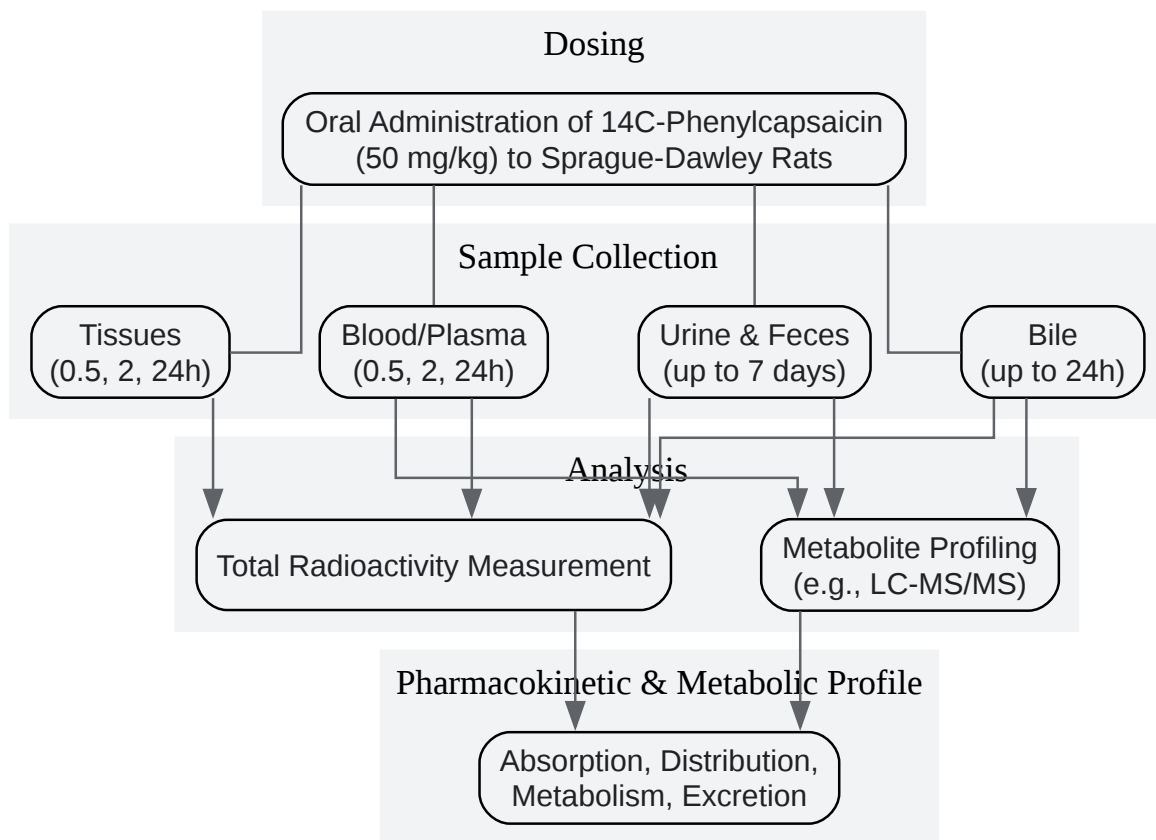 Dosing
Oral Administration of 14C-Phenylcapsaicin
(50 mg/kg) to Sprague-Dawley Rats
Sample Collection
Tissues
(0.5, 2, 24h)
Blood/Plasma
(0.5, 2, 24h)
Urine & Feces
(up to 7 days)
Bile
(up to 24h)
Analysis
Total Radioactivity Measurement
Metabolite Profiling
(e.g., LC-MS/MS)
Pharmacokinetic & Metabolic Profile
Absorption, Distribution,
Metabolism, Excretion